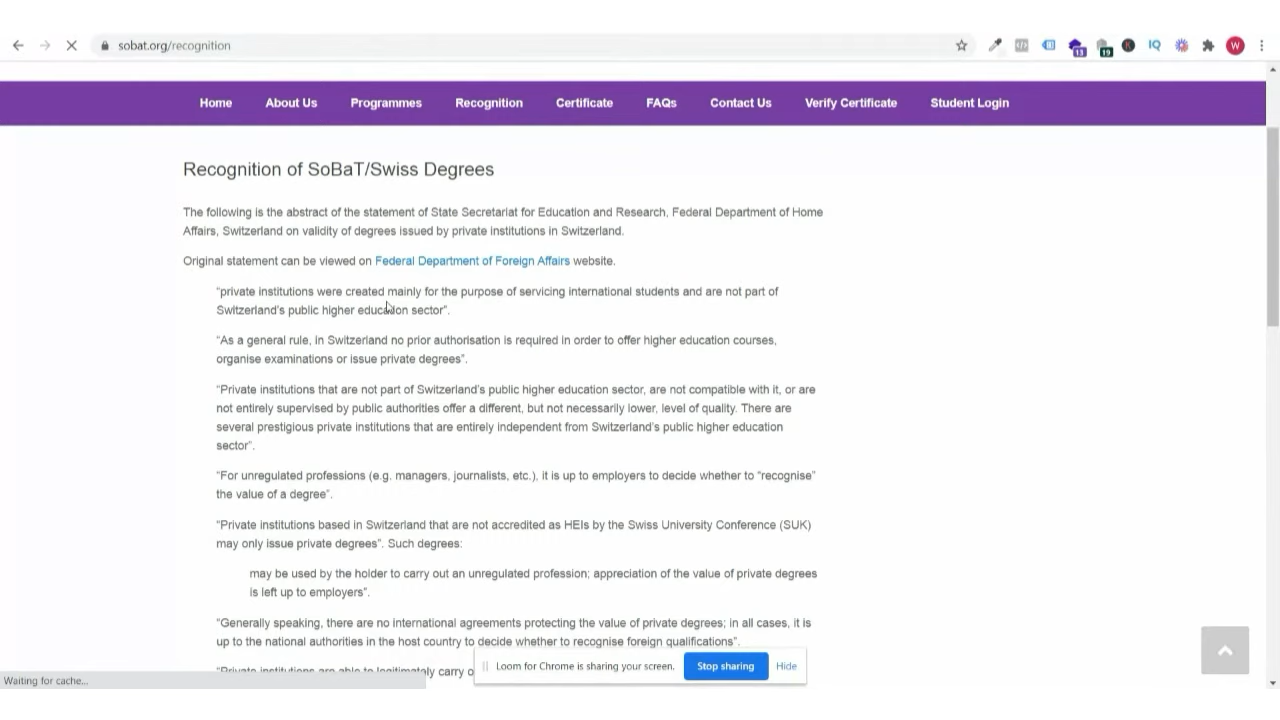 sobat.org/recognition
13
19
K
IQ
W
Home About Us Programmes Recognition Certificate FAQs Contact Us Verify Certificate Student Login
Recognition of SoBaT/Swiss Degrees
The following is the abstract of the statement of State Secretariat for Education and Research, Federal Department of Home
Affairs, Switzerland on validity of degrees issued by private institutions in Switzerland.
Original statement can be viewed on Federal Department of Foreign Affairs website.
“private institutions were created mainly for the purpose of servicing international students and are not part of
Switzerland’s public higher education sector”.
“As a general rule, in Switzerland no prior authorisation is required in order to offer higher education courses,
organise examinations or issue private degrees”.
“Private institutions that are not part of Switzerland’s public higher education sector, are not compatible with it, or are
not entirely supervised by public authorities offer a different, but not necessarily lower, level of quality. There are
several prestigious private institutions that are entirely independent from Switzerland’s public higher education
sector”.
“For unregulated professions (e.g. managers, journalists, etc.), it is up to employers to decide whether to “recognise”
the value of a degree”.
“Private institutions based in Switzerland that are not accredited as HEIs by the Swiss University Conference (SUK)
may only issue private degrees”. Such degrees:
may be used by the holder to carry out an unregulated profession; appreciation of the value of private degrees
is left up to employers”.
“Generally speaking, there are no international agreements protecting the value of private degrees; in all cases, it is
up to the national authorities in the host country to decide whether to recognise foreign qualifications”.
“Private institutions are able to legitimately carry o
Loom for Chrome is sharing your screen. Stop sharing Hide
Waiting for cache...